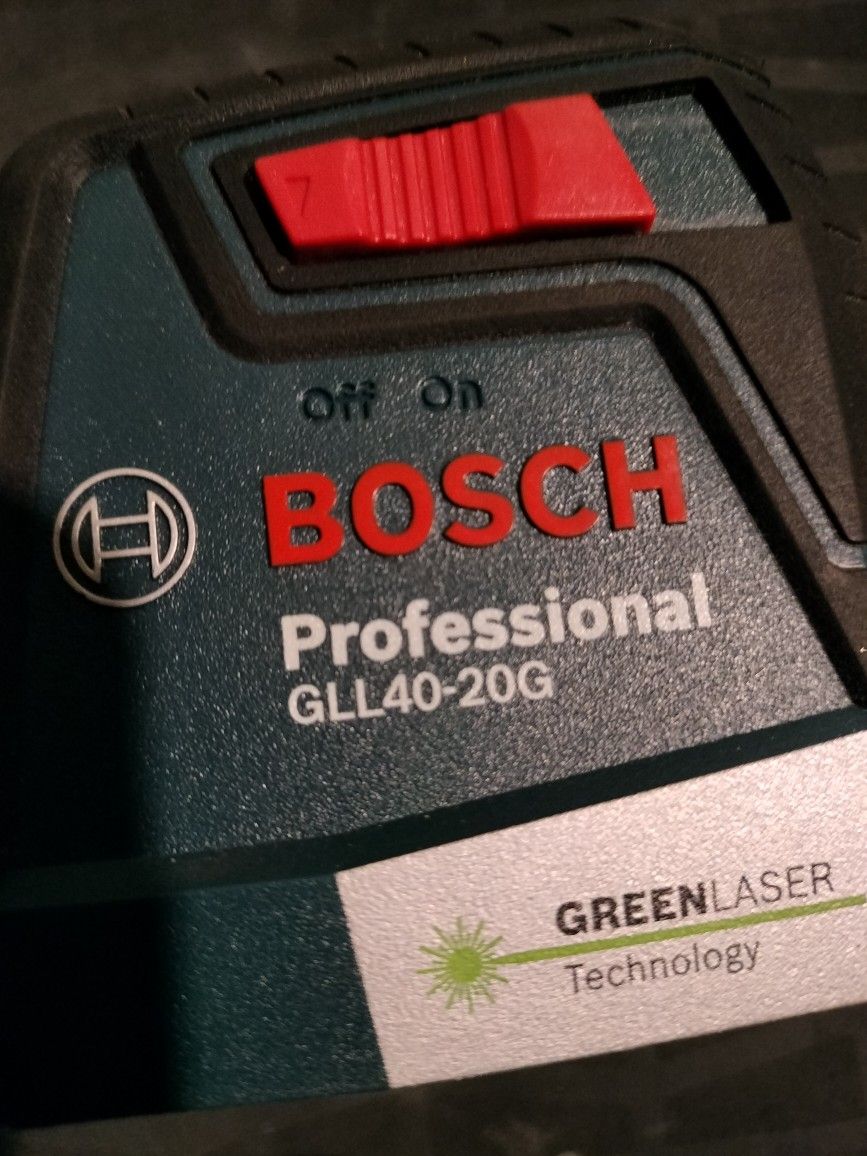 Off On
BOSCH
Professional
GLL40-20G
GREENLASER
Technology